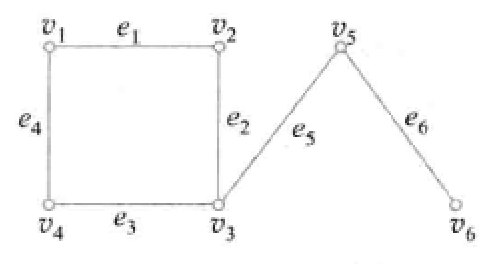 v₁ e₁ v₂ v₅
e₄ e₂ e₅ e₆
v₄ e₃ v₃ v₆